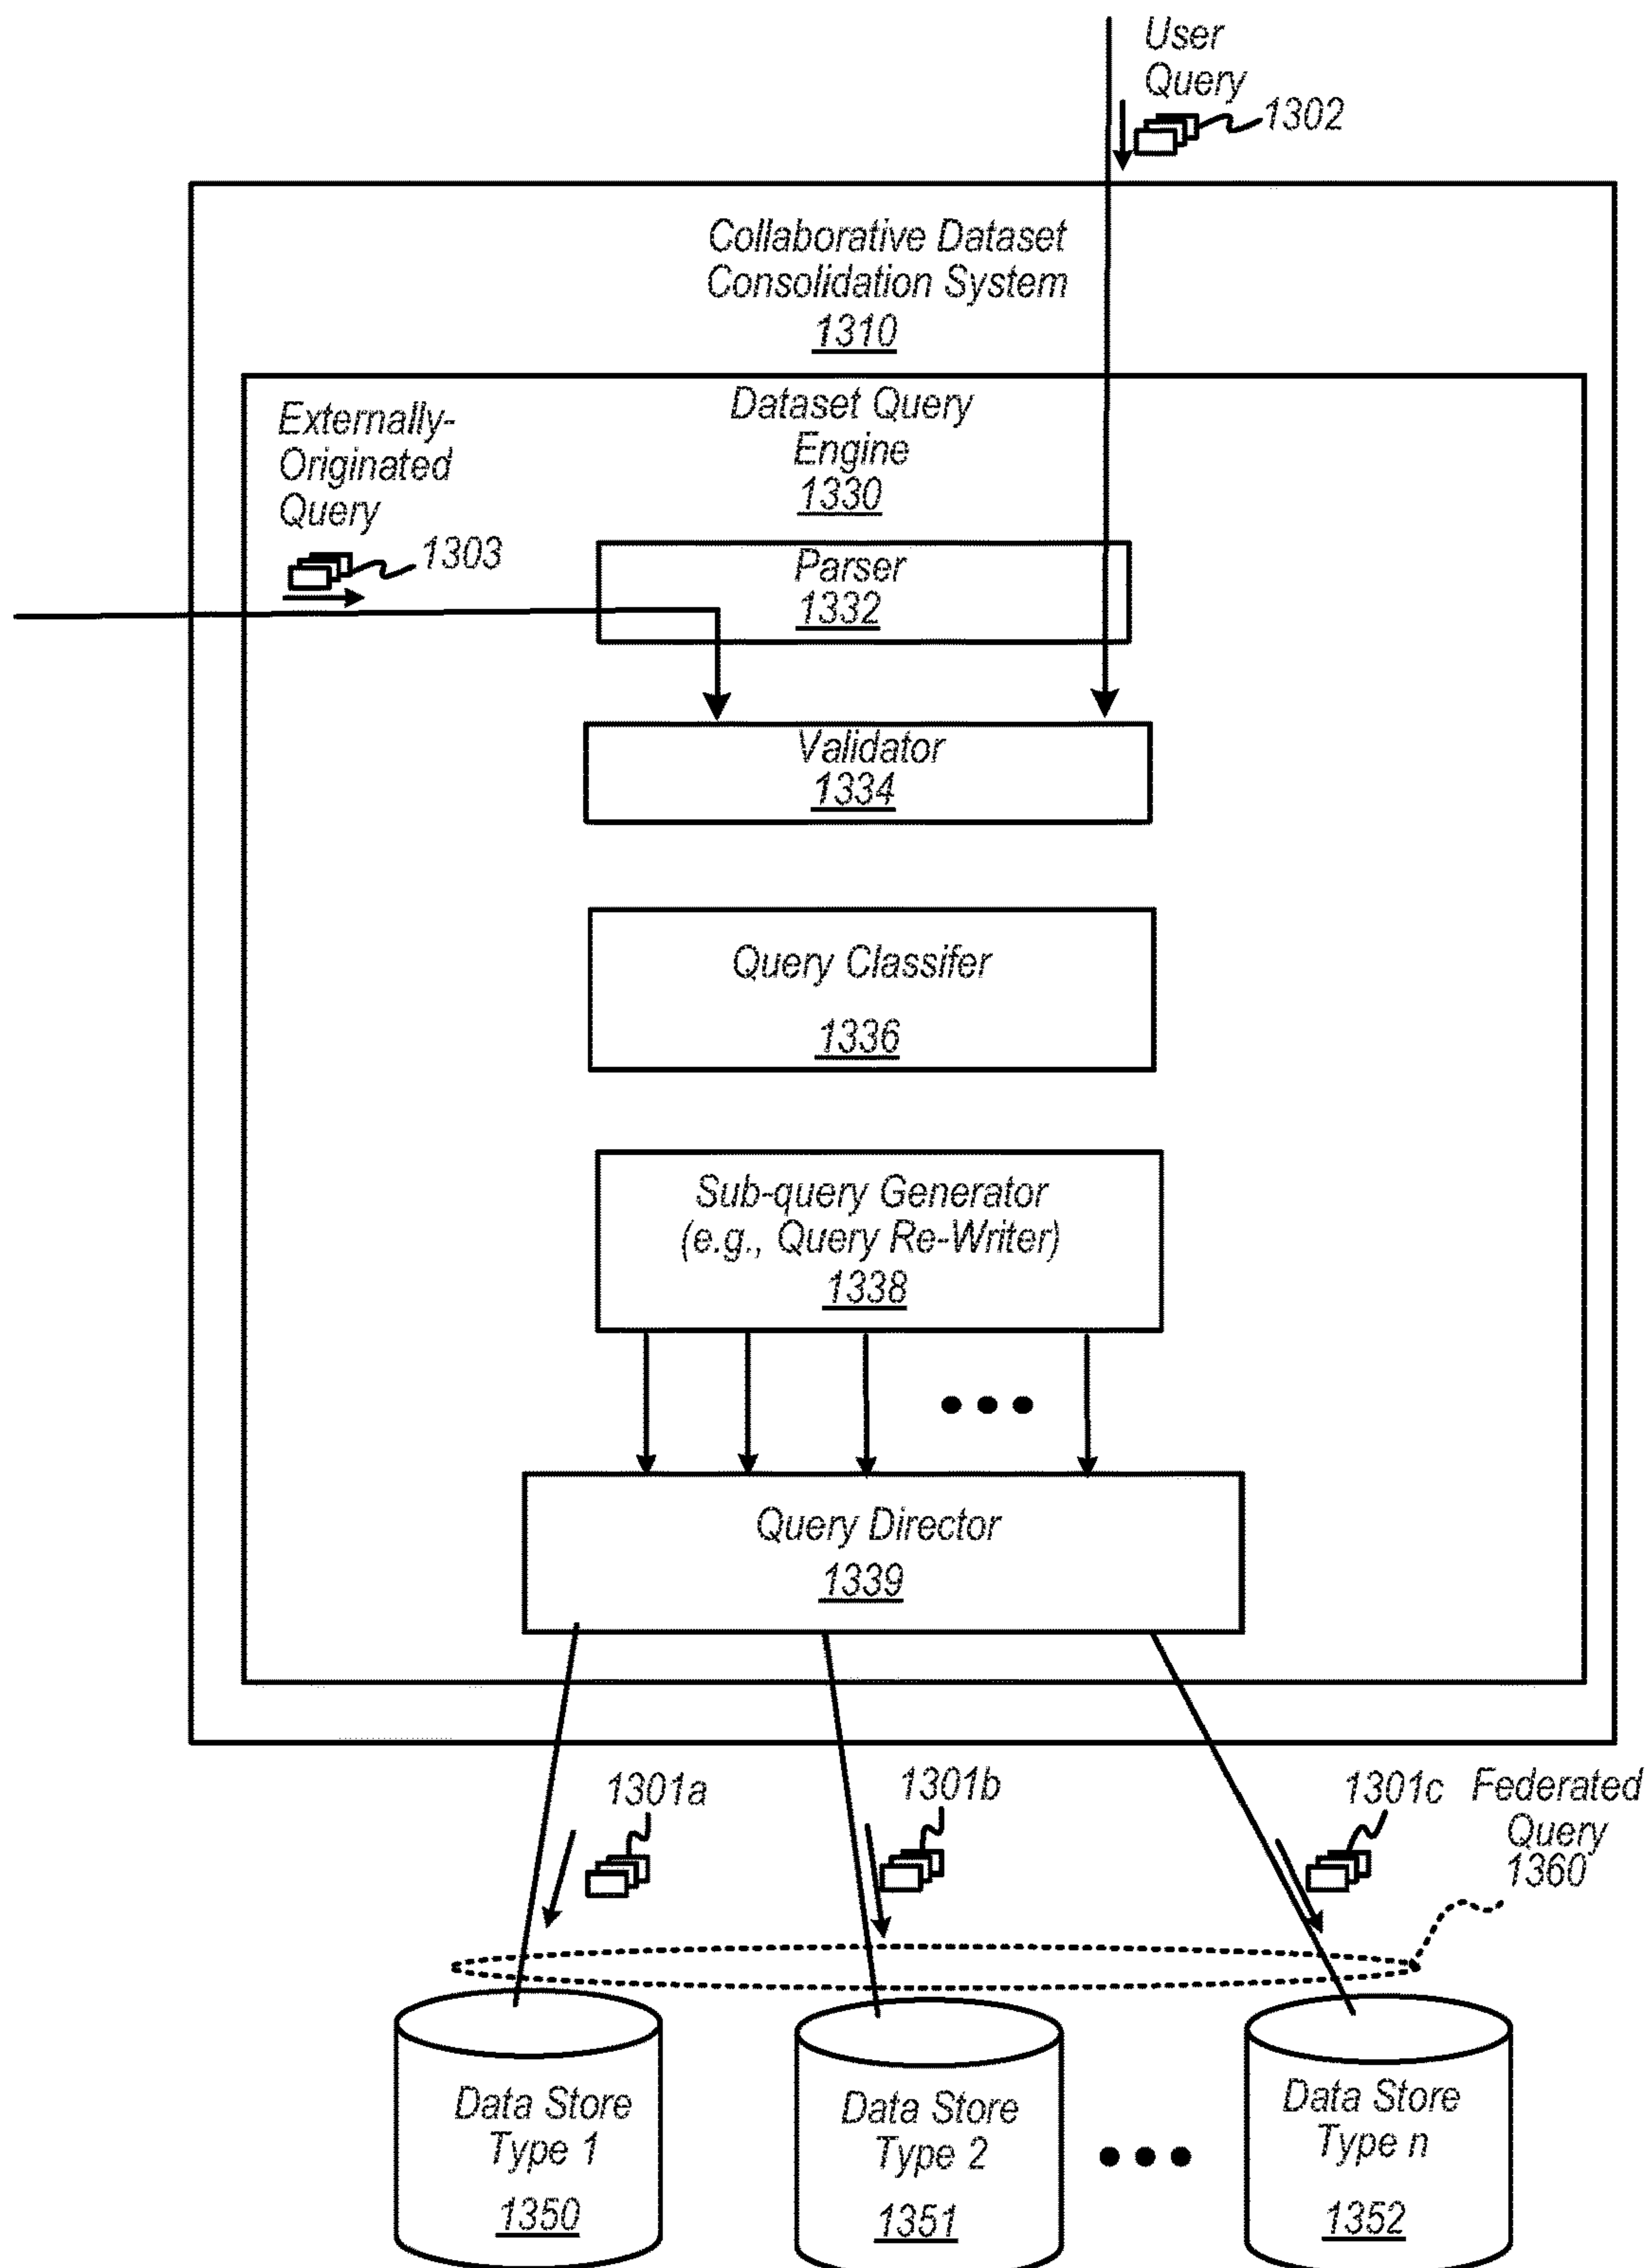 User
Query
1302
Collaborative Dataset
Consolidation System
1310
Externally-
Originated
Query
1303
Dataset Query
Engine
1330
Parser
1332
Validator
1334
Query Classifer
1336
Sub-query Generator
(e.g., Query Re-Writer)
1338
Query Director
1339
1301a
1301b
1301c
Federated
Query
1360
Data Store
Type 1
1350
Data Store
Type 2
1351
Data Store
Type n
1352